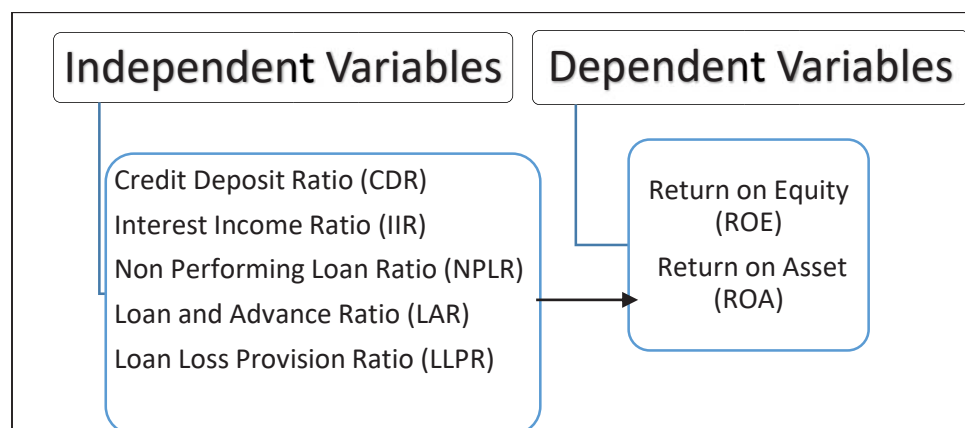 Independent Variables
Dependent Variables
Credit Deposit Ratio (CDR)
Interest Income Ratio (IIR)
Non Performing Loan Ratio (NPLR)
Loan and Advance Ratio (LAR)
Loan Loss Provision Ratio (LLPR)
Return on Equity
(ROE)
Return on Asset
(ROA)